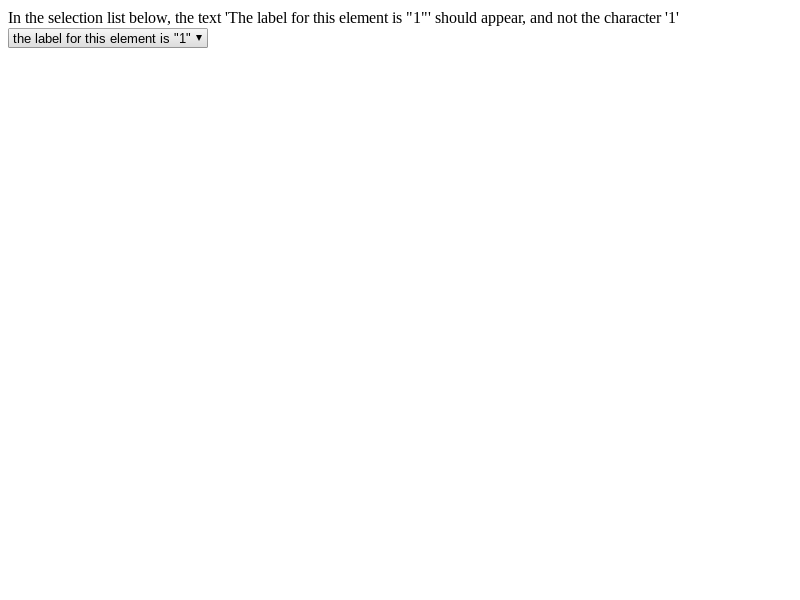 In the selection list below, the text 'The label for this element is "1"' should appear, and not the character '1'
the label for this element is "1"